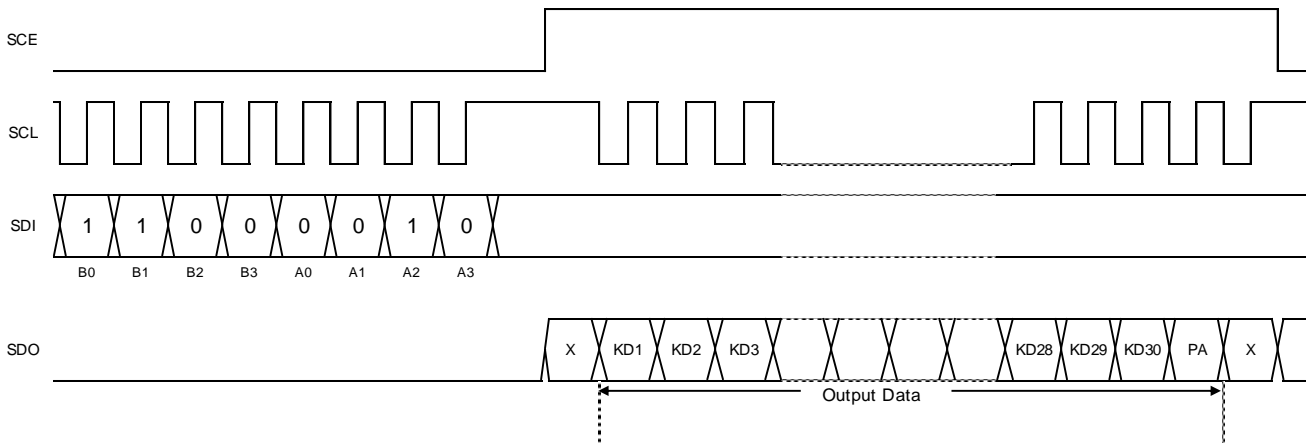 SCE
SCL
SDI 1 1 0 0 0 0 1 0
B0 B1 B2 B3 A0 A1 A2 A3
SDO X KD1 KD2 KD3 KD28 KD29 KD30 PA X
Output Data